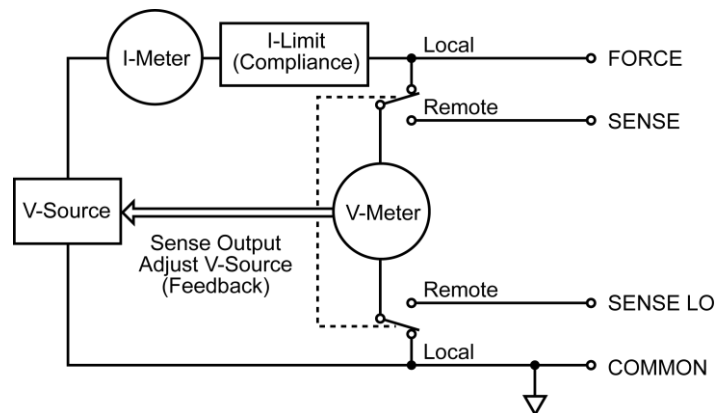 Local
FORCE
I-Meter
I-Limit
(Compliance)
Remote
SENSE
V-Source
V-Meter
Sense Output
Adjust V-Source
(Feedback)
Remote
SENSE LO
Local
COMMON